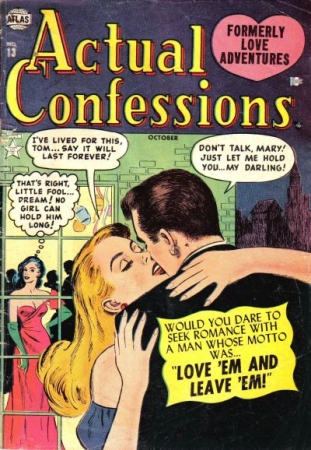 ATLAS
NO.
13
FORMERLY
LOVE
ADVENTURES
Actual
Confessions
10¢
OCTOBER
I'VE LIVED FOR THIS,
TOM... SAY IT WILL
LAST FOREVER!
DON'T TALK, MARY!
JUST LET ME HOLD
YOU...MY DARLING!
THAT'S RIGHT,
LITTLE FOOL...
DREAM! NO
GIRL CAN
HOLD HIM
LONG!
WOULD YOU DARE TO
SEEK ROMANCE WITH
A MAN WHOSE MOTTO
WAS...
"LOVE 'EM AND
LEAVE 'EM!"